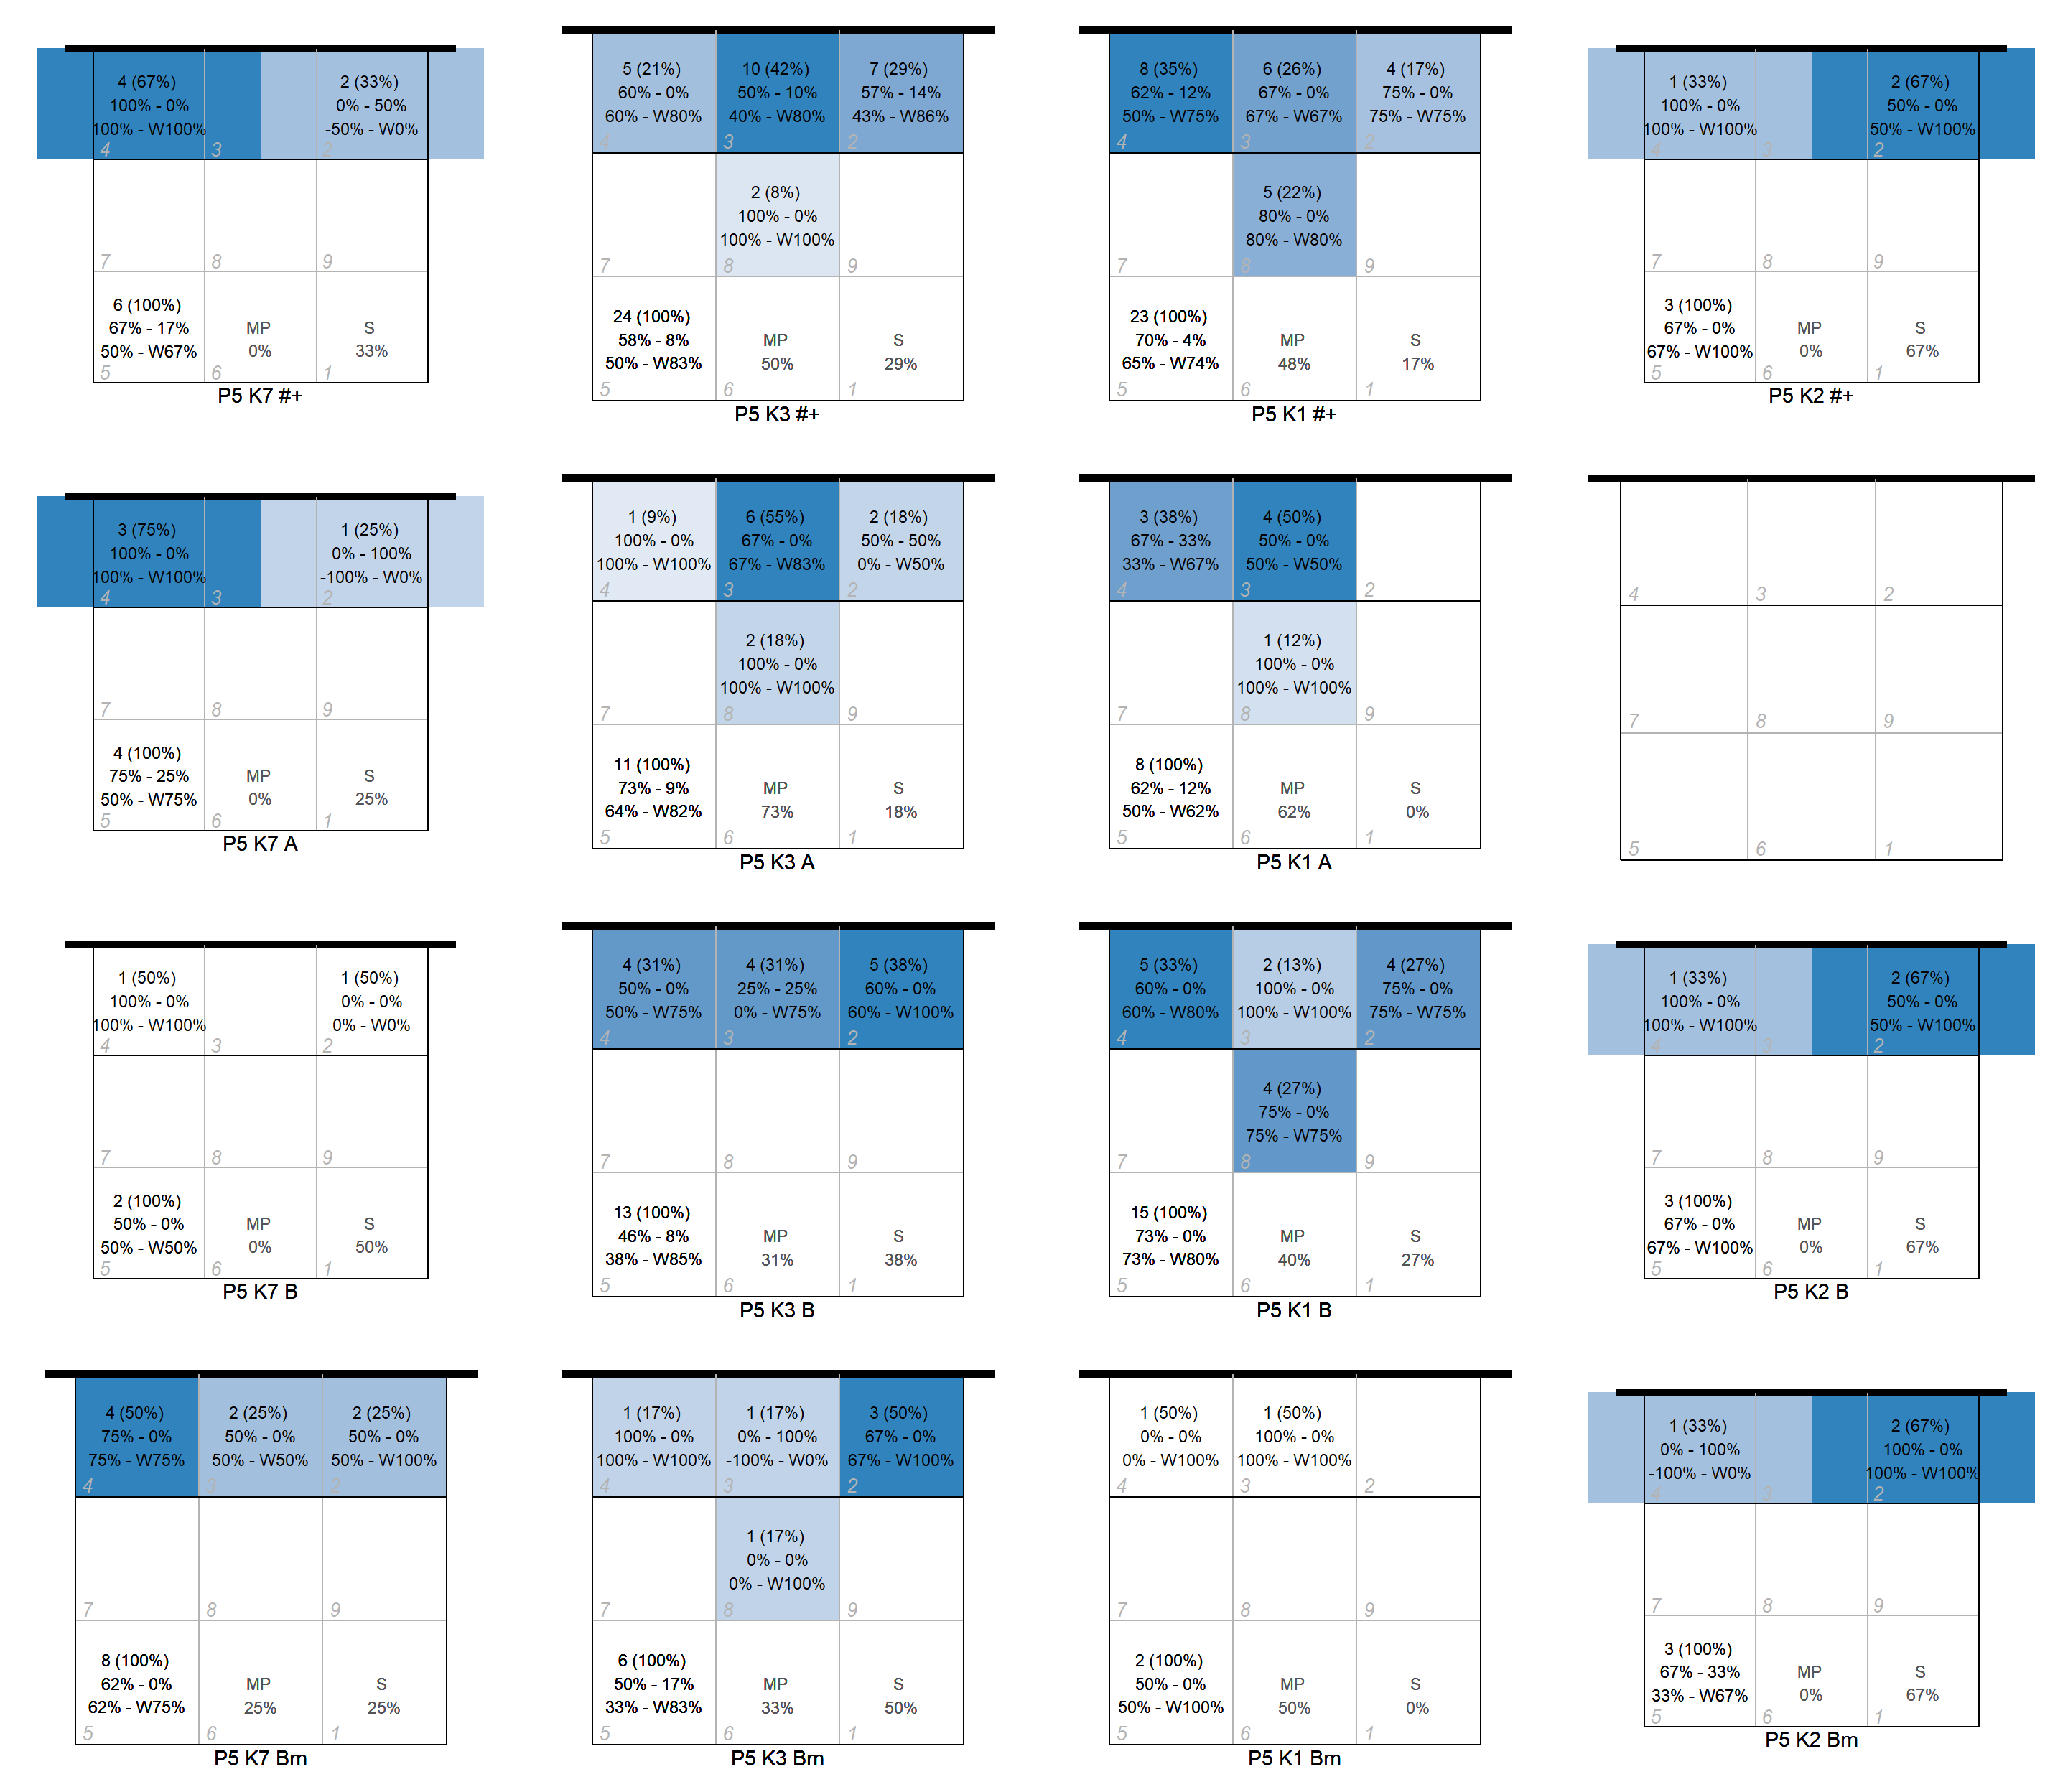 4 (67%)
100% - 0%
100% - W100%
4
3
2 (33%)
0% - 50%
-50% - W0%
2
7
8
9
6 (100%)
67% - 17%
50% - W67%
5
MP
0%
6
S
33%
1
P5 K7 #+
5 (21%)
60% - 0%
60% - W80%
4
10 (42%)
50% - 10%
40% - W80%
3
7 (29%)
57% - 14%
43% - W86%
2
7
2 (8%)
100% - 0%
100% - W100%
8
9
24 (100%)
58% - 8%
50% - W83%
5
MP
50%
6
S
29%
1
P5 K3 #+
8 (35%)
62% - 12%
50% - W75%
4
6 (26%)
67% - 0%
67% - W67%
3
4 (17%)
75% - 0%
75% - W75%
2
7
5 (22%)
80% - 0%
80% - W80%
8
9
23 (100%)
70% - 4%
65% - W74%
5
MP
48%
6
S
17%
1
P5 K1 #+
1 (33%)
100% - 0%
100% - W100%
4
3
2 (67%)
50% - 0%
50% - W100%
2
7
8
9
3 (100%)
67% - 0%
67% - W100%
5
MP
0%
6
S
67%
1
P5 K2 #+
3 (75%)
100% - 0%
100% - W100%
4
3
1 (25%)
0% - 100%
-100% - W0%
2
7
8
9
4 (100%)
75% - 25%
50% - W75%
5
MP
0%
6
S
25%
1
P5 K7 A
1 (9%)
100% - 0%
100% - W100%
4
6 (55%)
67% - 0%
67% - W83%
3
2 (18%)
50% - 50%
0% - W50%
2
7
2 (18%)
100% - 0%
100% - W100%
8
9
11 (100%)
73% - 9%
64% - W82%
5
MP
73%
6
S
18%
1
P5 K3 A
3 (38%)
67% - 33%
33% - W67%
4
4 (50%)
50% - 0%
50% - W50%
3
2
7
1 (12%)
100% - 0%
100% - W100%
8
9
8 (100%)
62% - 12%
50% - W62%
5
MP
62%
6
S
0%
1
P5 K1 A
4
3
2
7
8
9
5
6
1
1 (50%)
100% - 0%
100% - W100%
4
3
1 (50%)
0% - 0%
0% - W0%
2
7
8
9
2 (100%)
50% - 0%
50% - W50%
5
MP
0%
6
S
50%
1
P5 K7 B
4 (31%)
50% - 0%
50% - W75%
4
4 (31%)
25% - 25%
0% - W75%
3
5 (38%)
60% - 0%
60% - W100%
2
7
8
9
13 (100%)
46% - 8%
38% - W85%
5
MP
31%
6
S
38%
1
P5 K3 B
5 (33%)
60% - 0%
60% - W80%
4
2 (13%)
100% - 0%
100% - W100%
3
4 (27%)
75% - 0%
75% - W75%
2
7
4 (27%)
75% - 0%
75% - W75%
8
9
15 (100%)
73% - 0%
73% - W80%
5
MP
40%
6
S
27%
1
P5 K1 B
1 (33%)
100% - 0%
100% - W100%
4
3
2 (67%)
50% - 0%
50% - W100%
2
7
8
9
3 (100%)
67% - 0%
67% - W100%
5
MP
0%
6
S
67%
1
P5 K2 B
4 (50%)
75% - 0%
75% - W75%
4
2 (25%)
50% - 0%
50% - W50%
3
2 (25%)
50% - 0%
50% - W100%
2
7
8
9
8 (100%)
62% - 0%
62% - W75%
5
MP
25%
6
S
25%
1
P5 K7 Bm
1 (17%)
100% - 0%
100% - W100%
4
1 (17%)
0% - 100%
-100% - W0%
3
3 (50%)
67% - 0%
67% - W100%
2
7
1 (17%)
0% - 0%
0% - W100%
8
9
6 (100%)
50% - 17%
33% - W83%
5
MP
33%
6
S
50%
1
P5 K3 Bm
1 (50%)
0% - 0%
0% - W100%
4
1 (50%)
100% - 0%
100% - W100%
3
2
7
8
9
2 (100%)
50% - 0%
50% - W100%
5
MP
50%
6
S
0%
1
P5 K1 Bm
1 (33%)
0% - 100%
-100% - W0%
4
3
2 (67%)
100% - 0%
100% - W100%
2
7
8
9
3 (100%)
67% - 33%
33% - W67%
5
MP
0%
6
S
67%
1
P5 K2 Bm